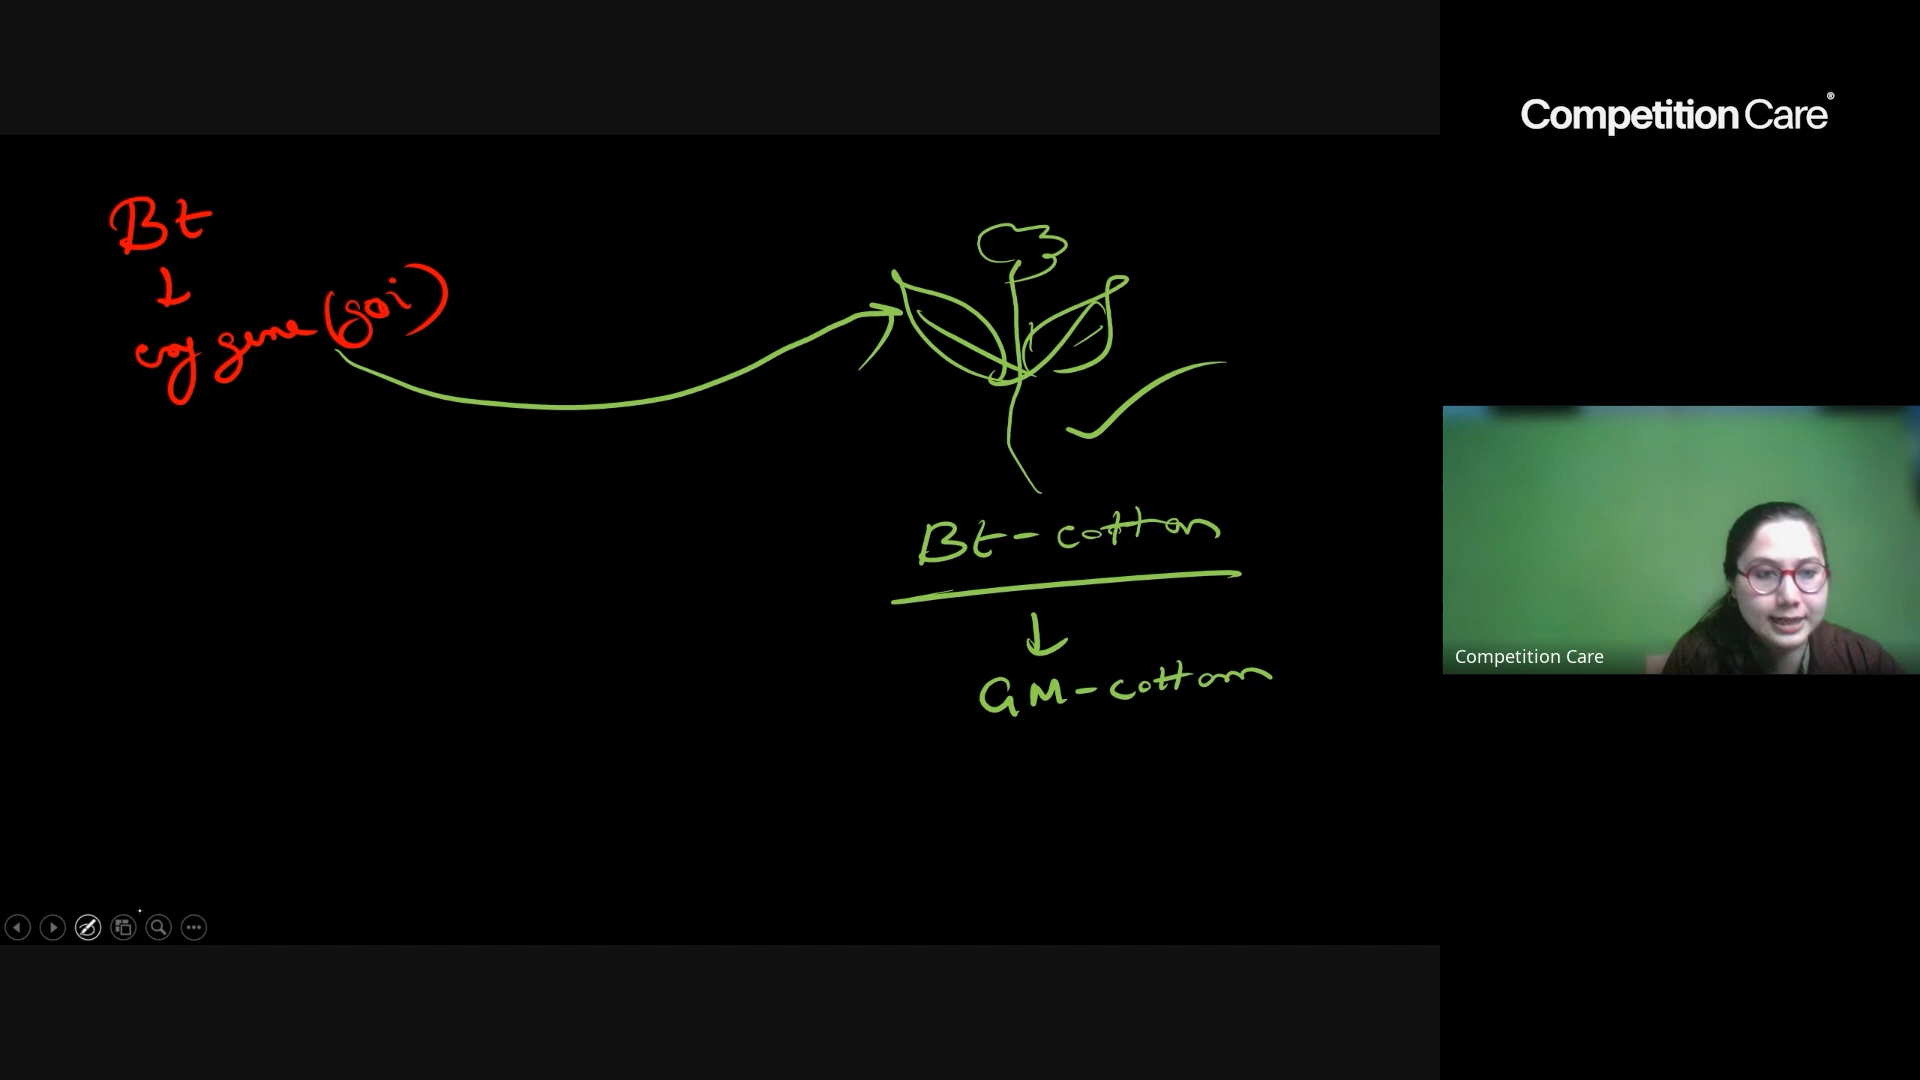 Competition Care®
Bt
↓
cry gene (goi)
Bt-cotton
↓
GM-cotton
Competition Care